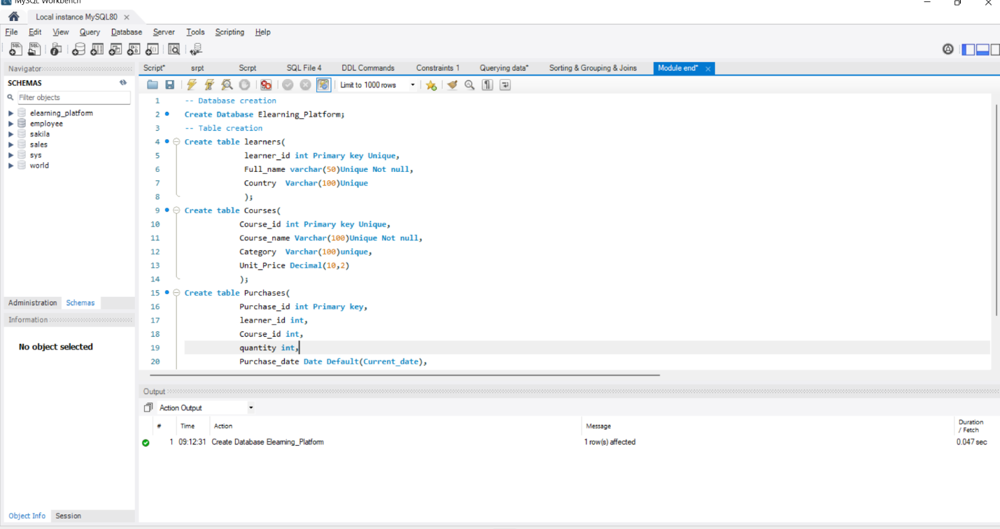 MySQL Workbench
Local instance MySQL80 ×
File Edit View Query Database Server Tools Scripting Help
Navigator
SCHEMAS
Filter objects
elearning_platform
employee
sakila
sales
sys
world
Administration Schemas
Information
No object selected
Object Info Session
Script* srpt Scrpt SQL File 4 DDL Commands Constraints 1 Querying data* Sorting & Grouping & Joins Module end* ×
Limit to 1000 rows
1 -- Database creation
2 Create Database Elearning_Platform;
3 -- Table creation
4 Create table learners(
5 learner_id int Primary key Unique,
6 Full_name varchar(50)Unique Not null,
7 Country Varchar(100)Unique
8 );
9 Create table Courses(
10 Course_id int Primary key Unique,
11 Course_name Varchar(100)Unique Not null,
12 Category Varchar(100)unique,
13 Unit_Price Decimal(10,2)
14 );
15 Create table Purchases(
16 Purchase_id int Primary key,
17 learner_id int,
18 Course_id int,
19 quantity int,
20 Purchase_date Date Default(Current_date),
Output
Action Output
# Time Action Message Duration / Fetch
1 09:12:31 Create Database Elearning_Platform 1 row(s) affected 0.047 sec